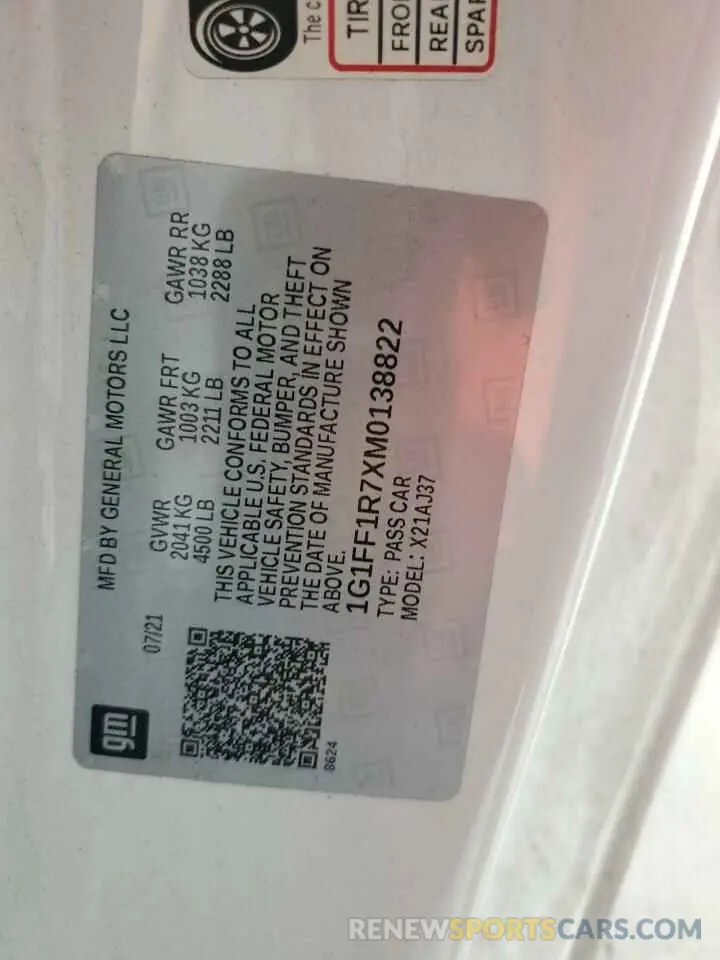 The c
TIR
FRO
REA
SPAR
gm
MFD BY GENERAL MOTORS LLC
07/21
GVWR GAWR FRT GAWR RR
2041 KG 1003 KG 1038 KG
4500 LB 2211 LB 2288 LB
THIS VEHICLE CONFORMS TO ALL
APPLICABLE U.S. FEDERAL MOTOR
VEHICLE SAFETY, BUMPER, AND THEFT
PREVENTION STANDARDS IN EFFECT ON
THE DATE OF MANUFACTURE SHOWN
ABOVE.
1G1FF1R7XM0138822
TYPE: PASS CAR
MODEL: X21AJ37
8624
RENEWSPORTSCARS.COM